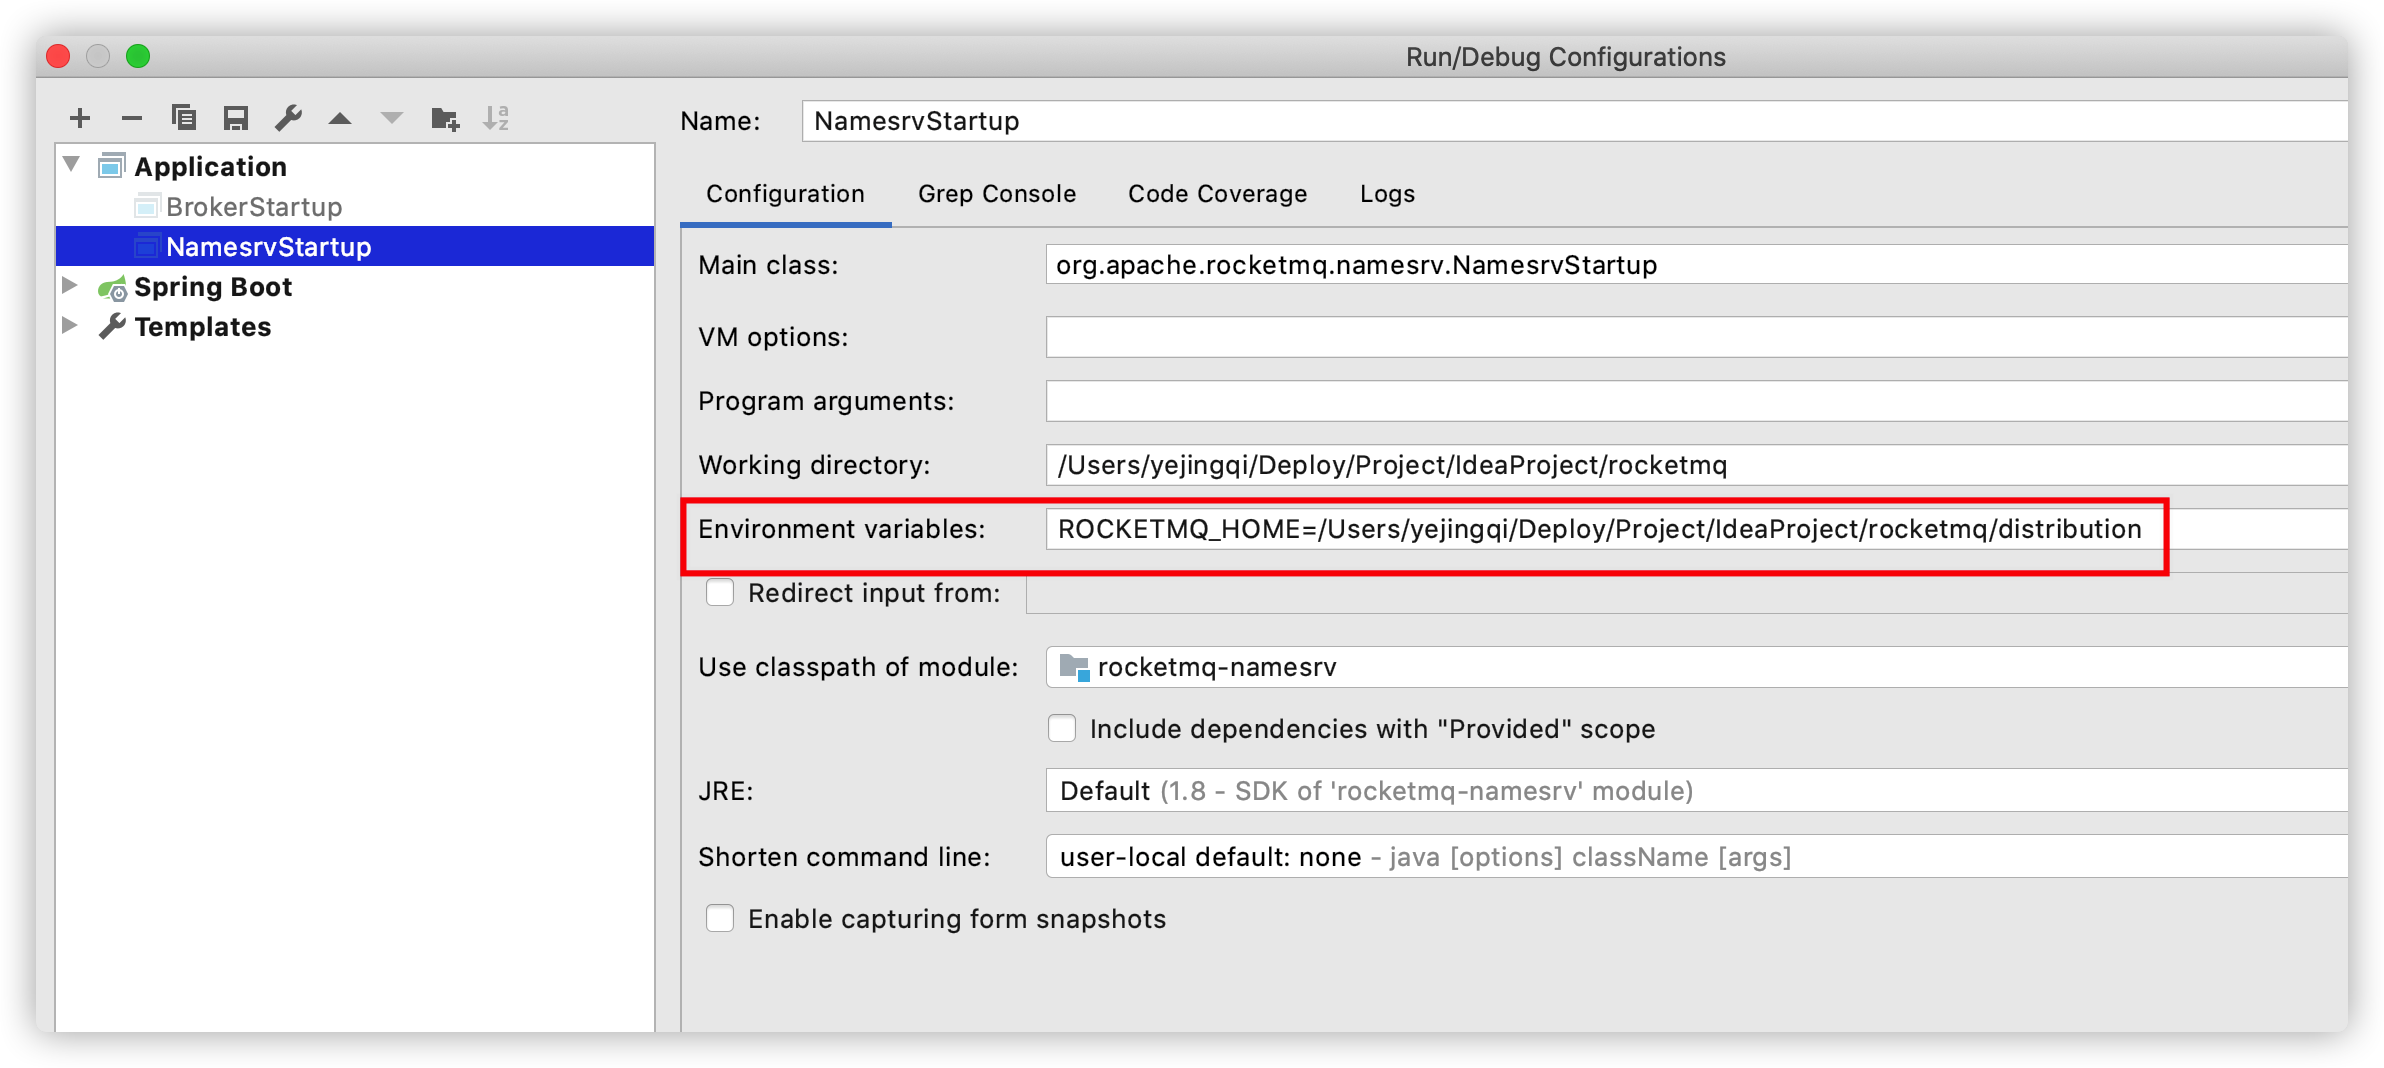 Run/Debug Configurations
Name: NamesrvStartup
Application
BrokerStartup
NamesrvStartup
Spring Boot
Templates
Configuration Grep Console Code Coverage Logs
Main class: org.apache.rocketmq.namesrv.NamesrvStartup
VM options:
Program arguments:
Working directory: /Users/yejingqi/Deploy/Project/IdeaProject/rocketmq
Environment variables: ROCKETMQ_HOME=/Users/yejingqi/Deploy/Project/IdeaProject/rocketmq/distribution
Redirect input from:
Use classpath of module: rocketmq-namesrv
Include dependencies with "Provided" scope
JRE: Default (1.8 - SDK of 'rocketmq-namesrv' module)
Shorten command line: user-local default: none - java [options] className [args]
Enable capturing form snapshots